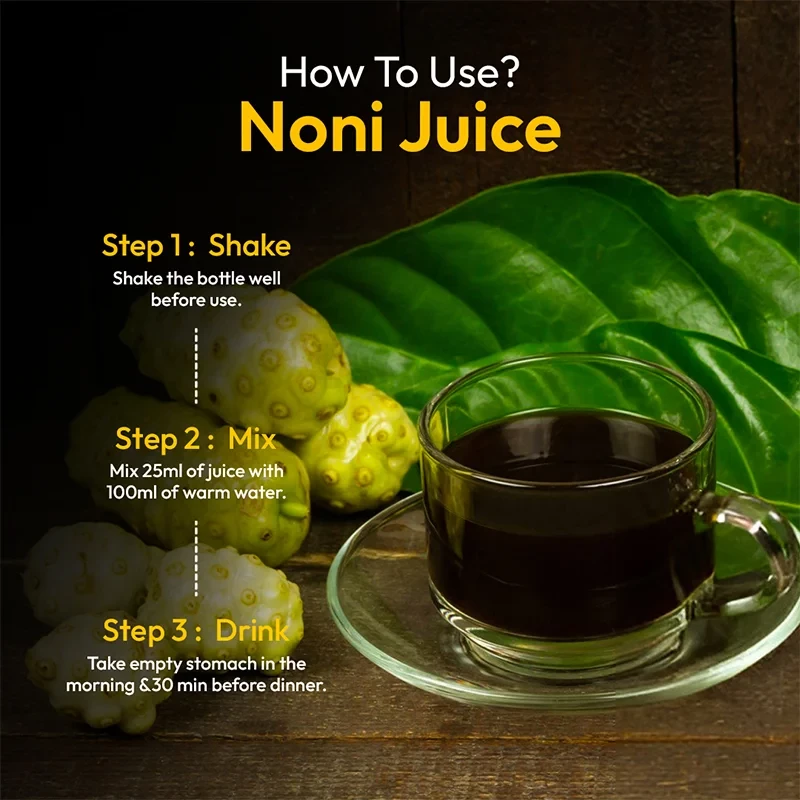 How To Use?
Noni Juice
Step 1 : Shake
Shake the bottle well
before use.
Step 2 : Mix
Mix 25ml of juice with
100ml of warm water.
Step 3 : Drink
Take empty stomach in the
morning &30 min before dinner.